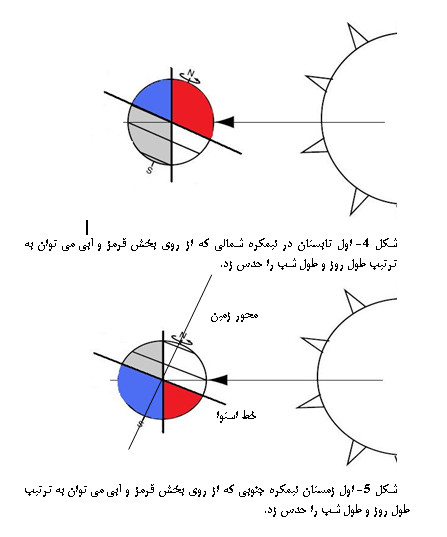 N
S
شکل 4- اول تابستان در نیمکره شمالی که از روی بخش قرمز و آبی می توان به
ترتیب طول روز و طول شب را حدس زد.
محور زمین
N
خط استوا
S
شکل 5- اول زمستان نیمکره جنوبی که از روی بخش قرمز و آبی می توان به ترتیب
طول روز و طول شب را حدس زد.